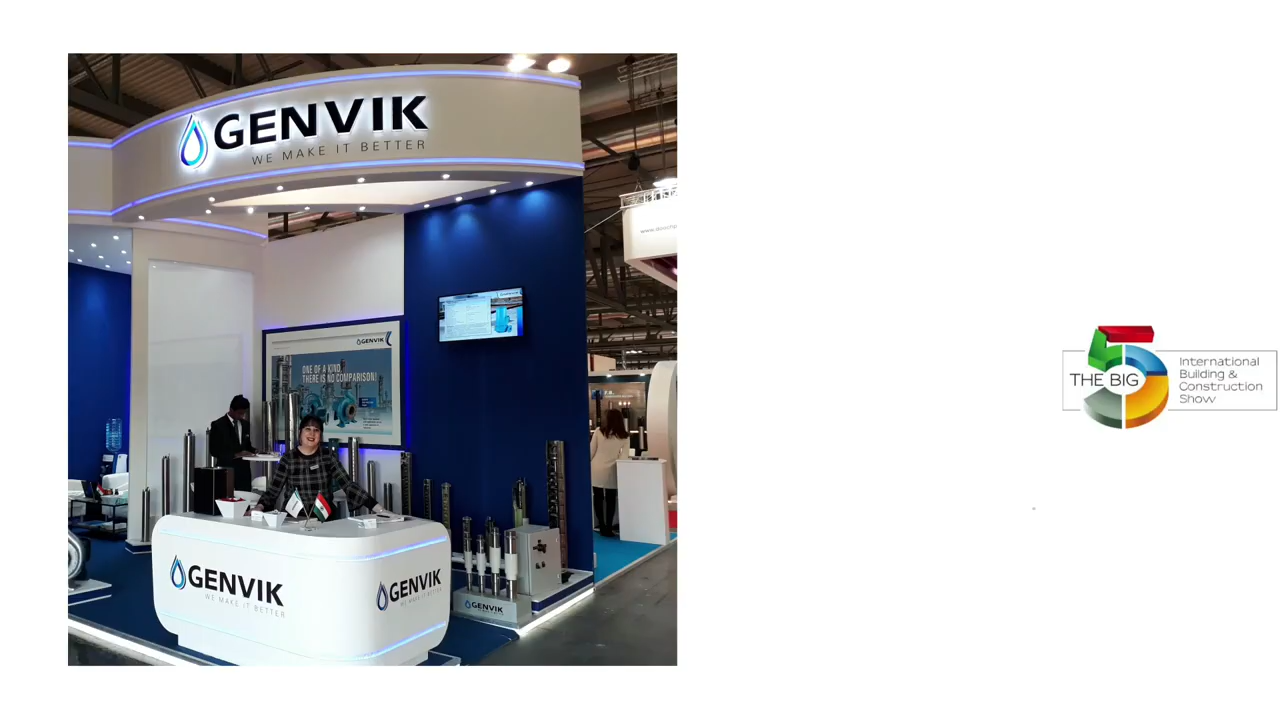 GENVIK
WE MAKE IT BETTER
GENVIK
GENVIK
ONE OF A KIND.
THERE IS NO COMPARISON!
GENVIK
WE MAKE IT BETTER
GENVIK
WE MAKE IT BETTER
GENVIK
THE BIG 5
International
Building &
Construction
Show